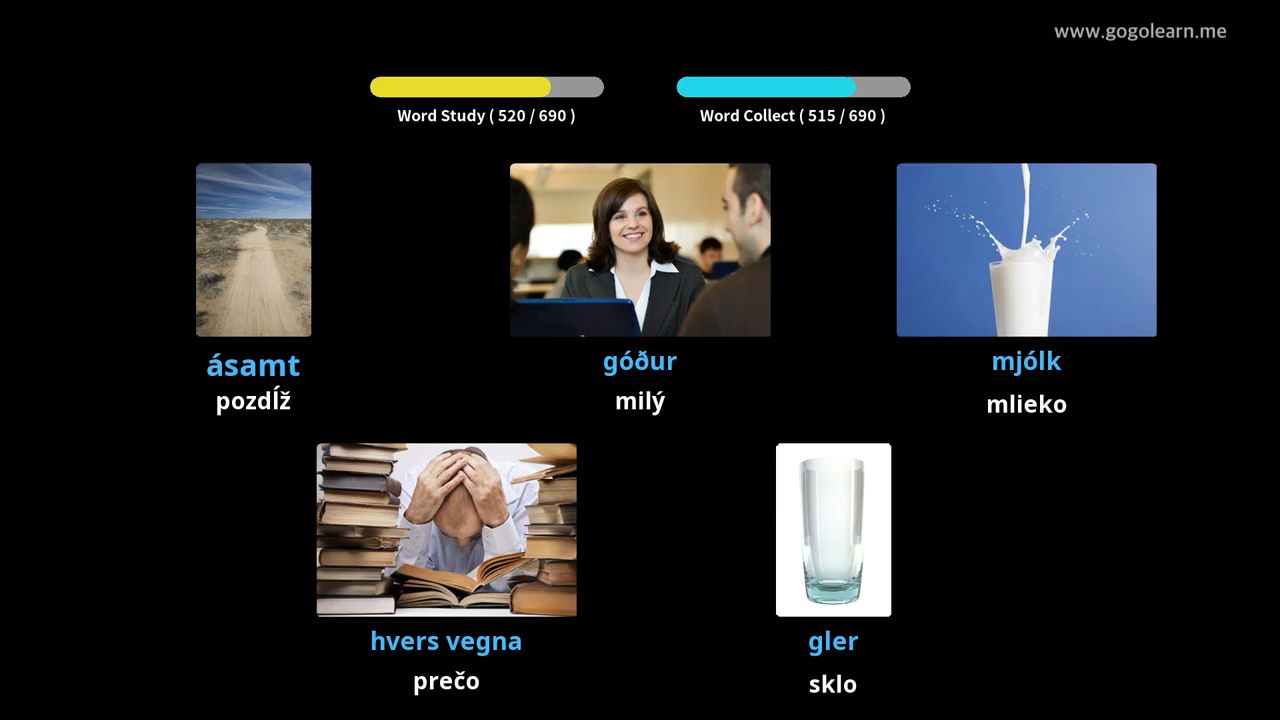 www.gogolearn.me
Word Study ( 520 / 690 )
Word Collect ( 515 / 690 )
ásamt
pozdĺž
góður
milý
mjólk
mlieko
hvers vegna
prečo
gler
sklo